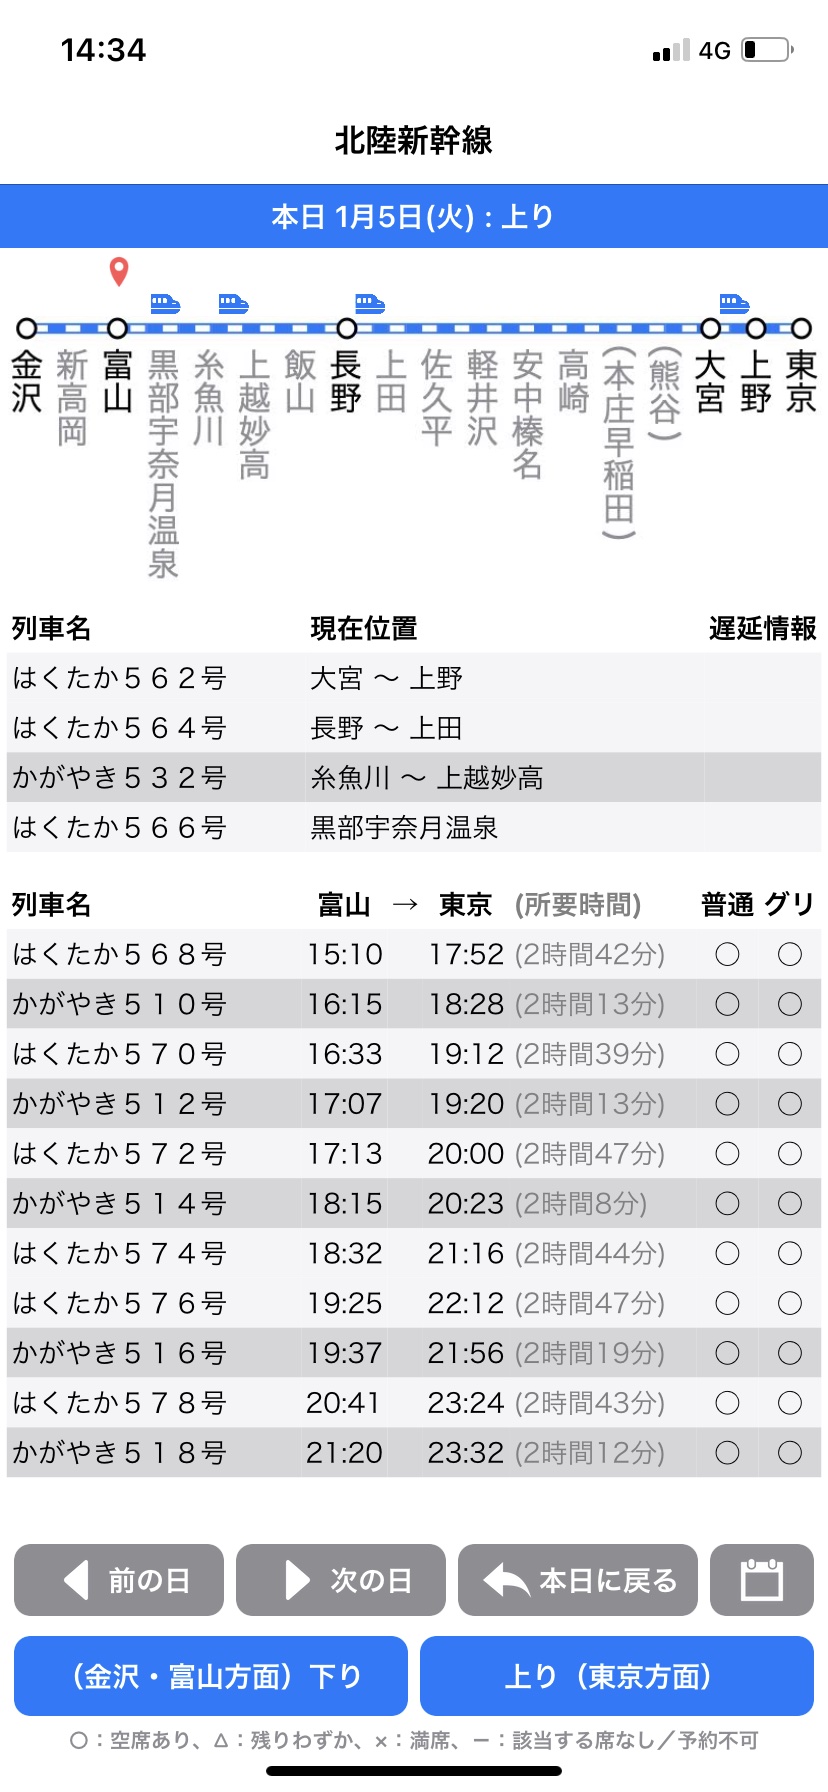 14:34 4G
北陸新幹線
本日 1月5日(火) : 上り
金沢 新高岡 富山 黒部宇奈月温泉 糸魚川 上越妙高 飯山 長野 上田 佐久平 軽井沢 安中榛名 高崎 (本庄早稲田) (熊谷) 大宮 上野 東京
列車名 現在位置 遅延情報
はくたか５６２号 大宮 〜 上野
はくたか５６４号 長野 〜 上田
かがやき５３２号 糸魚川 〜 上越妙高
はくたか５６６号 黒部宇奈月温泉
列車名 富山 → 東京 (所要時間) 普通 グリ
はくたか５６８号 15:10 17:52 (2時間42分) ○ ○
かがやき５１０号 16:15 18:28 (2時間13分) ○ ○
はくたか５７０号 16:33 19:12 (2時間39分) ○ ○
かがやき５１２号 17:07 19:20 (2時間13分) ○ ○
はくたか５７２号 17:13 20:00 (2時間47分) ○ ○
かがやき５１４号 18:15 20:23 (2時間8分) ○ ○
はくたか５７４号 18:32 21:16 (2時間44分) ○ ○
はくたか５７６号 19:25 22:12 (2時間47分) ○ ○
かがやき５１６号 19:37 21:56 (2時間19分) ○ ○
はくたか５７８号 20:41 23:24 (2時間43分) ○ ○
かがやき５１８号 21:20 23:32 (2時間12分) ○ ○
前の日 次の日 本日に戻る
（金沢・富山方面）下り 上り（東京方面）
○：空席あり、△：残りわずか、×：満席、ー：該当する席なし／予約不可